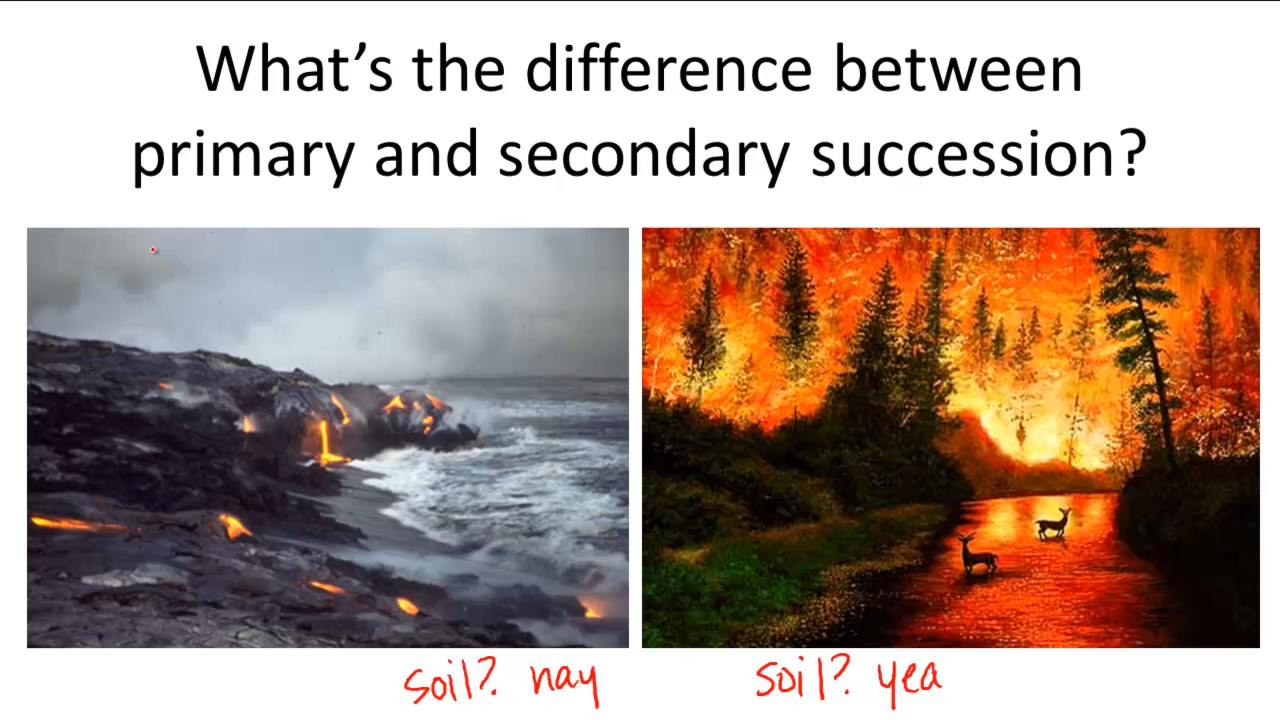 What’s the difference between
primary and secondary succession?
soil? nay
soil? yea